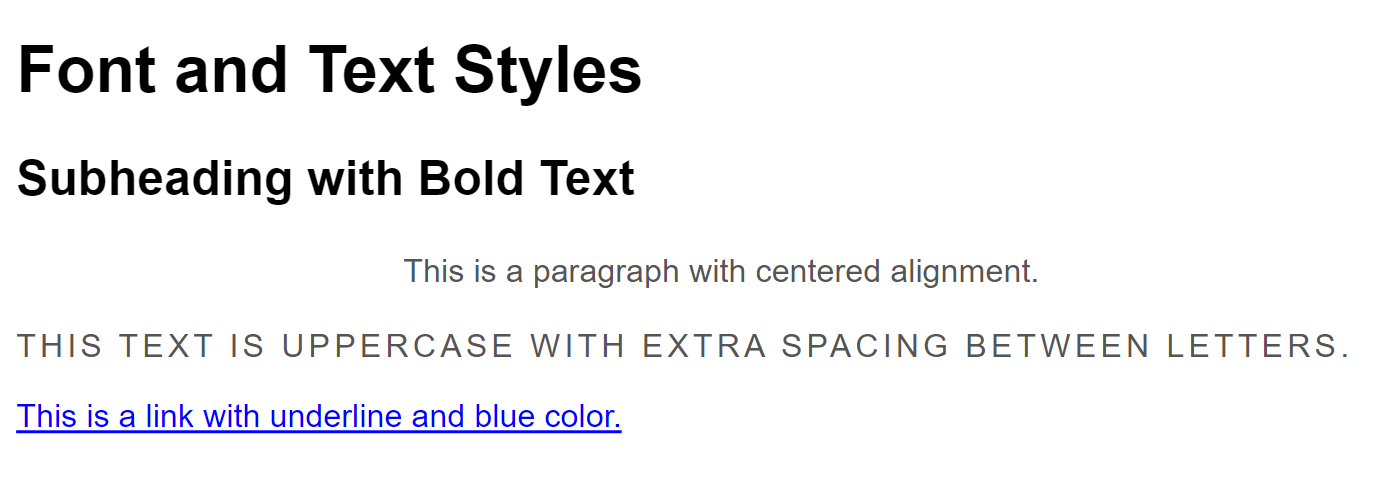 Font and Text Styles
Subheading with Bold Text
This is a paragraph with centered alignment.
THIS TEXT IS UPPERCASE WITH EXTRA SPACING BETWEEN LETTERS.
This is a link with underline and blue color.